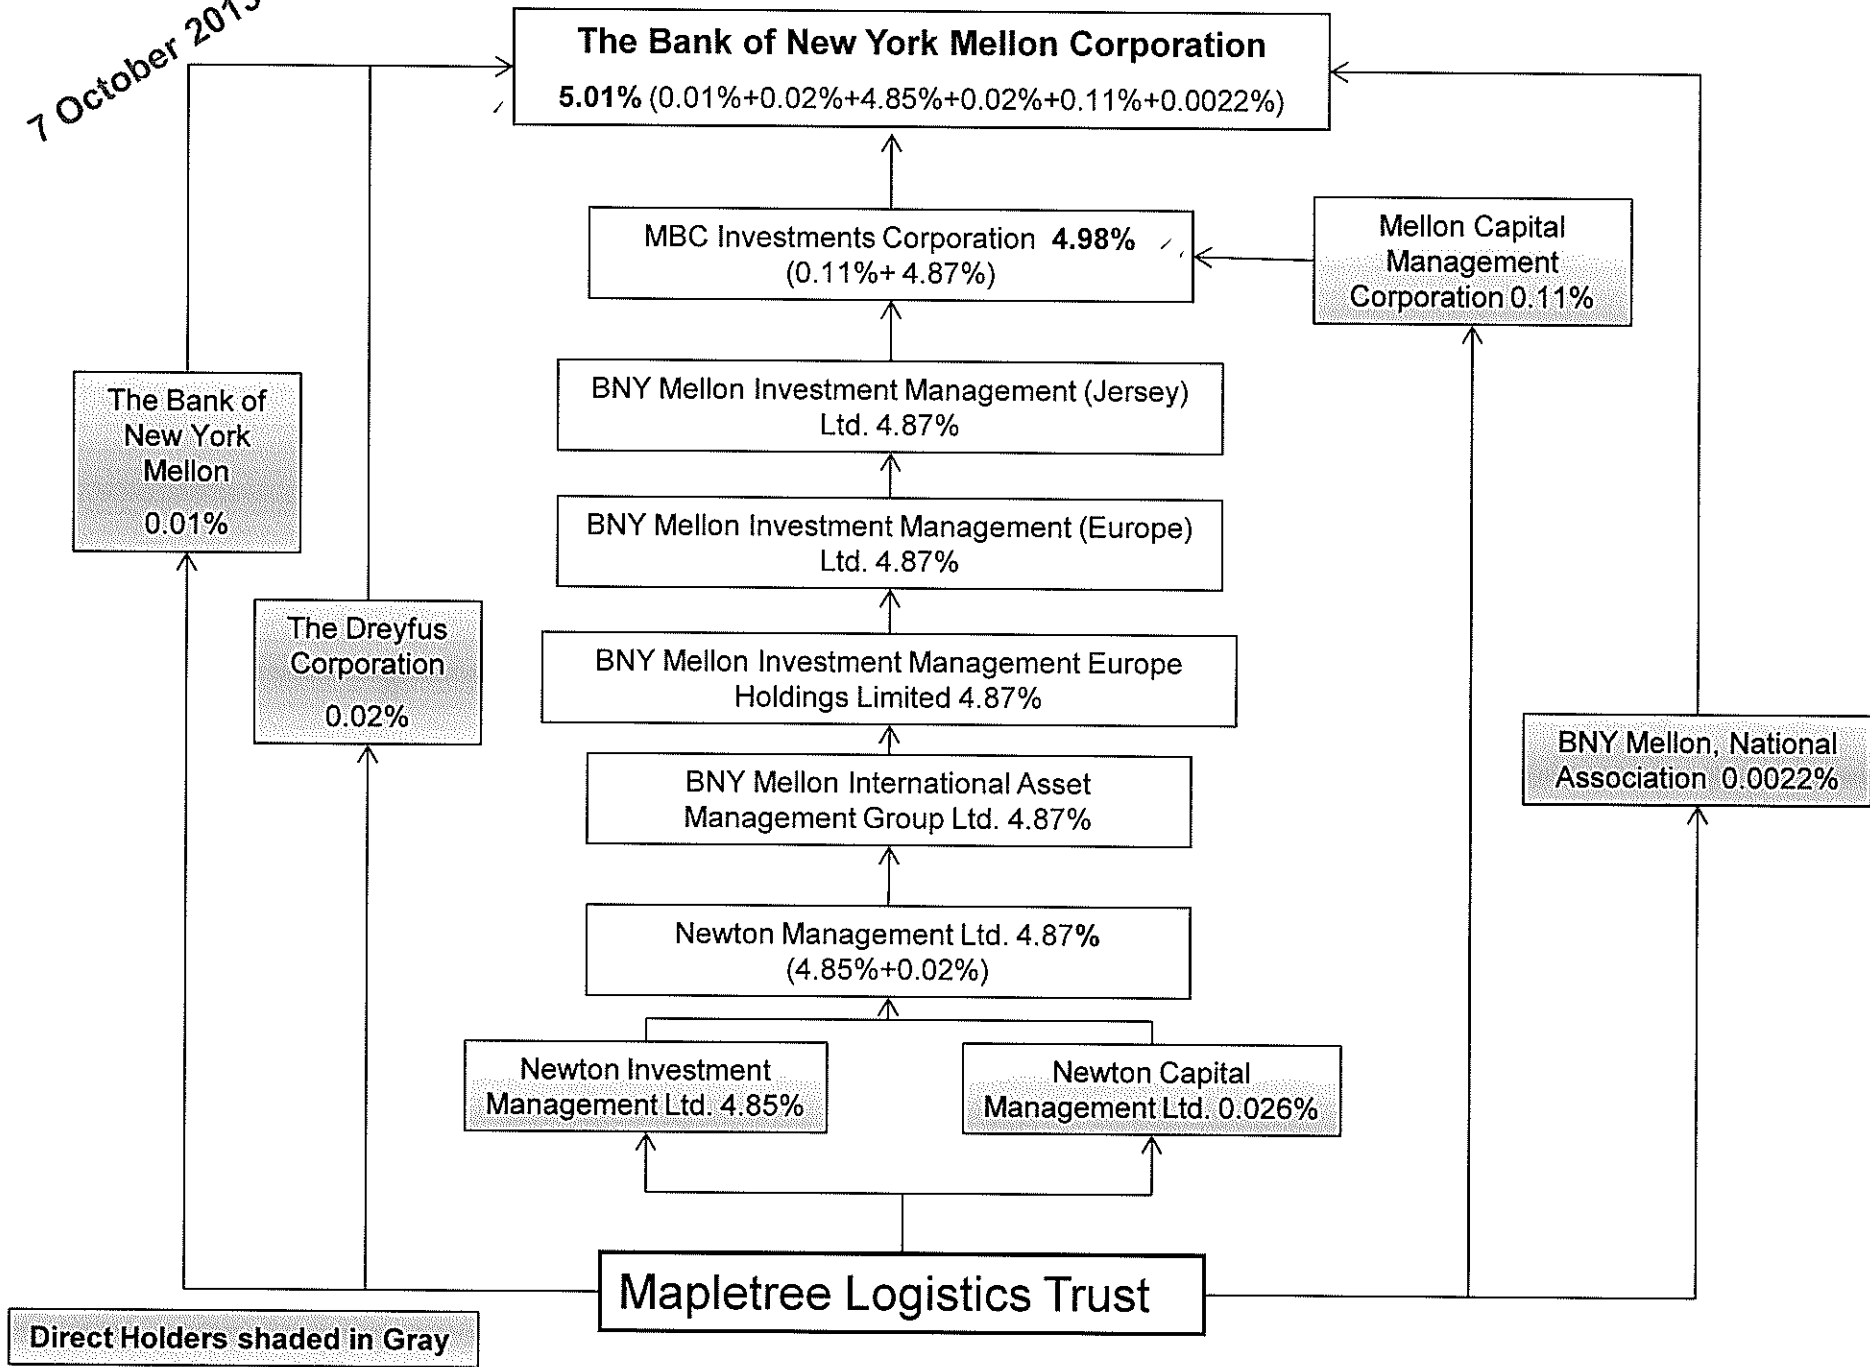 7 October 2013
The Bank of New York Mellon Corporation
5.01% (0.01%+0.02%+4.85%+0.02%+0.11%+0.0022%)
MBC Investments Corporation 4.98%
(0.11%+ 4.87%)
Mellon Capital
Management
Corporation 0.11%
BNY Mellon Investment Management (Jersey)
Ltd. 4.87%
The Bank of
New York
Mellon
0.01%
BNY Mellon Investment Management (Europe)
Ltd. 4.87%
The Dreyfus
Corporation
0.02%
BNY Mellon Investment Management Europe
Holdings Limited 4.87%
BNY Mellon, National
Association 0.0022%
BNY Mellon International Asset
Management Group Ltd. 4.87%
Newton Management Ltd. 4.87%
(4.85%+0.02%)
Newton Investment
Management Ltd. 4.85%
Newton Capital
Management Ltd. 0.026%
Mapletree Logistics Trust
Direct Holders shaded in Gray